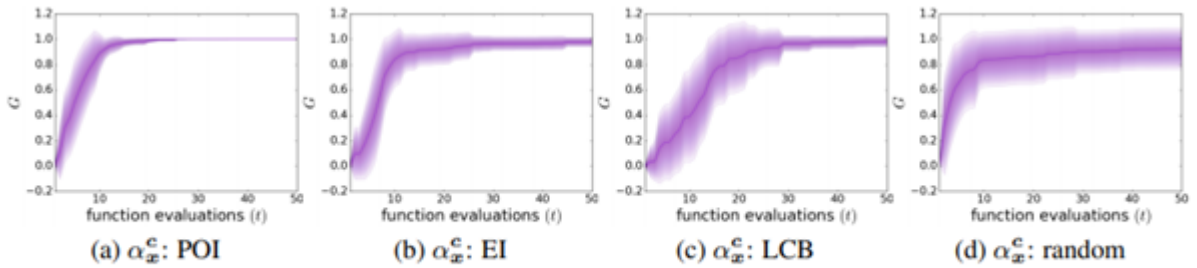 1.2 1.2 1.2 1.2
1.0 1.0 1.0 1.0
0.8 0.8 0.8 0.8
0.6 0.6 0.6 0.6
G G G G
0.4 0.4 0.4 0.4
0.2 0.2 0.2 0.2
0.0 0.0 0.0 0.0
−0.2 −0.2 −0.2 −0.2
10 20 30 40 50 10 20 30 40 50 10 20 30 40 50 10 20 30 40 50
function evaluations (t) function evaluations (t) function evaluations (t) function evaluations (t)
(a) α_x^c: POI (b) α_x^c: EI (c) α_x^c: LCB (d) α_x^c: random